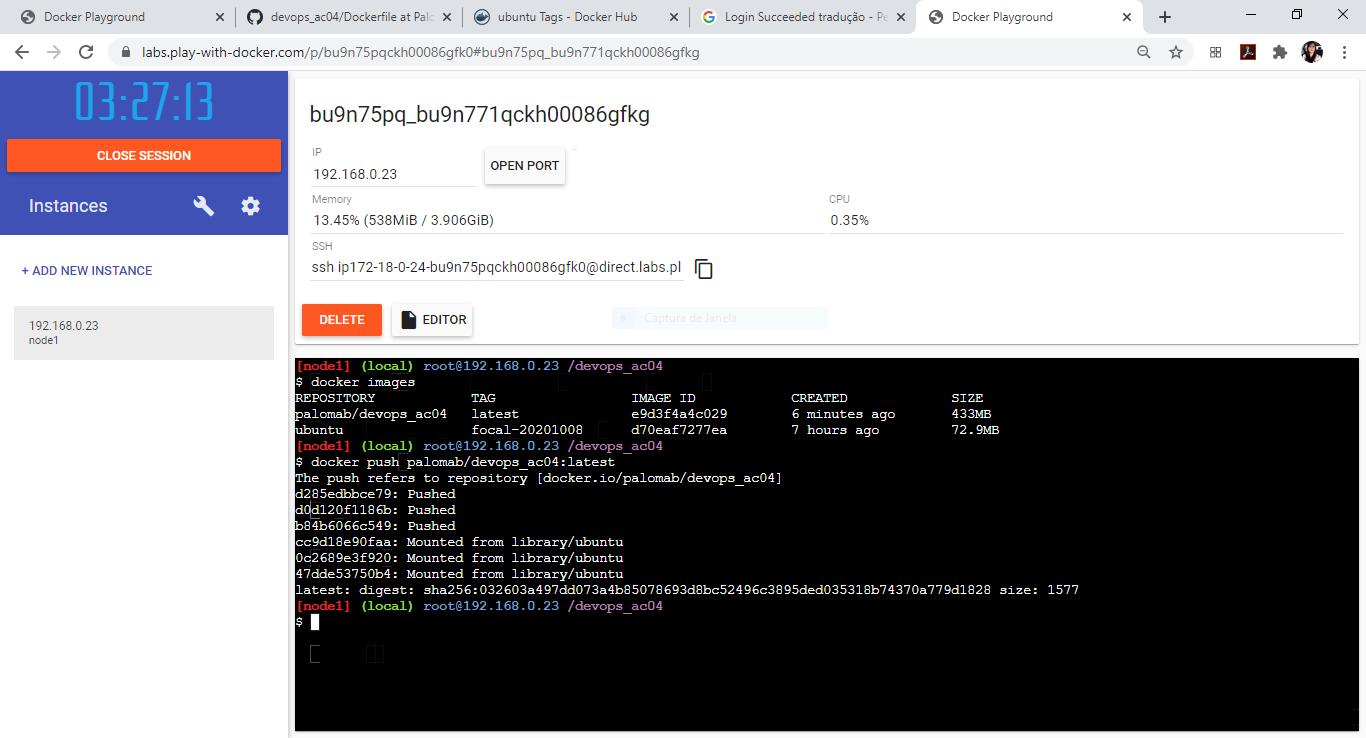 Docker Playground
devops_ac04/Dockerfile at Palo
ubuntu Tags - Docker Hub
Login Succeeded tradução - Pe
Docker Playground
labs.play-with-docker.com/p/bu9n75pqckh00086gfk0#bu9n75pq_bu9n771qckh00086gfkg
03:27:13
CLOSE SESSION
Instances
+ ADD NEW INSTANCE
192.168.0.23
node1
bu9n75pq_bu9n771qckh00086gfkg
IP
192.168.0.23
OPEN PORT
Memory
13.45% (538MiB / 3.906GiB)
CPU
0.35%
SSH
ssh ip172-18-0-24-bu9n75pqckh00086gfk0@direct.labs.pl
DELETE
EDITOR
Captura de Janela
[node1] (local) root@192.168.0.23 /devops_ac04
$ docker images
REPOSITORY TAG IMAGE ID CREATED SIZE
palomab/devops_ac04 latest e9d3f4a4c029 6 minutes ago 433MB
ubuntu focal-20201008 d70eaf7277ea 7 hours ago 72.9MB
[node1] (local) root@192.168.0.23 /devops_ac04
$ docker push palomab/devops_ac04:latest
The push refers to repository [docker.io/palomab/devops_ac04]
d285edbbce79: Pushed
d0d120f1186b: Pushed
b84b6066c549: Pushed
cc9d18e90faa: Mounted from library/ubuntu
0c2689e3f920: Mounted from library/ubuntu
47dde53750b4: Mounted from library/ubuntu
latest: digest: sha256:032603a497dd073a4b85078693d8bc52496c3895ded035318b74370a779d1828 size: 1577
[node1] (local) root@192.168.0.23 /devops_ac04
$